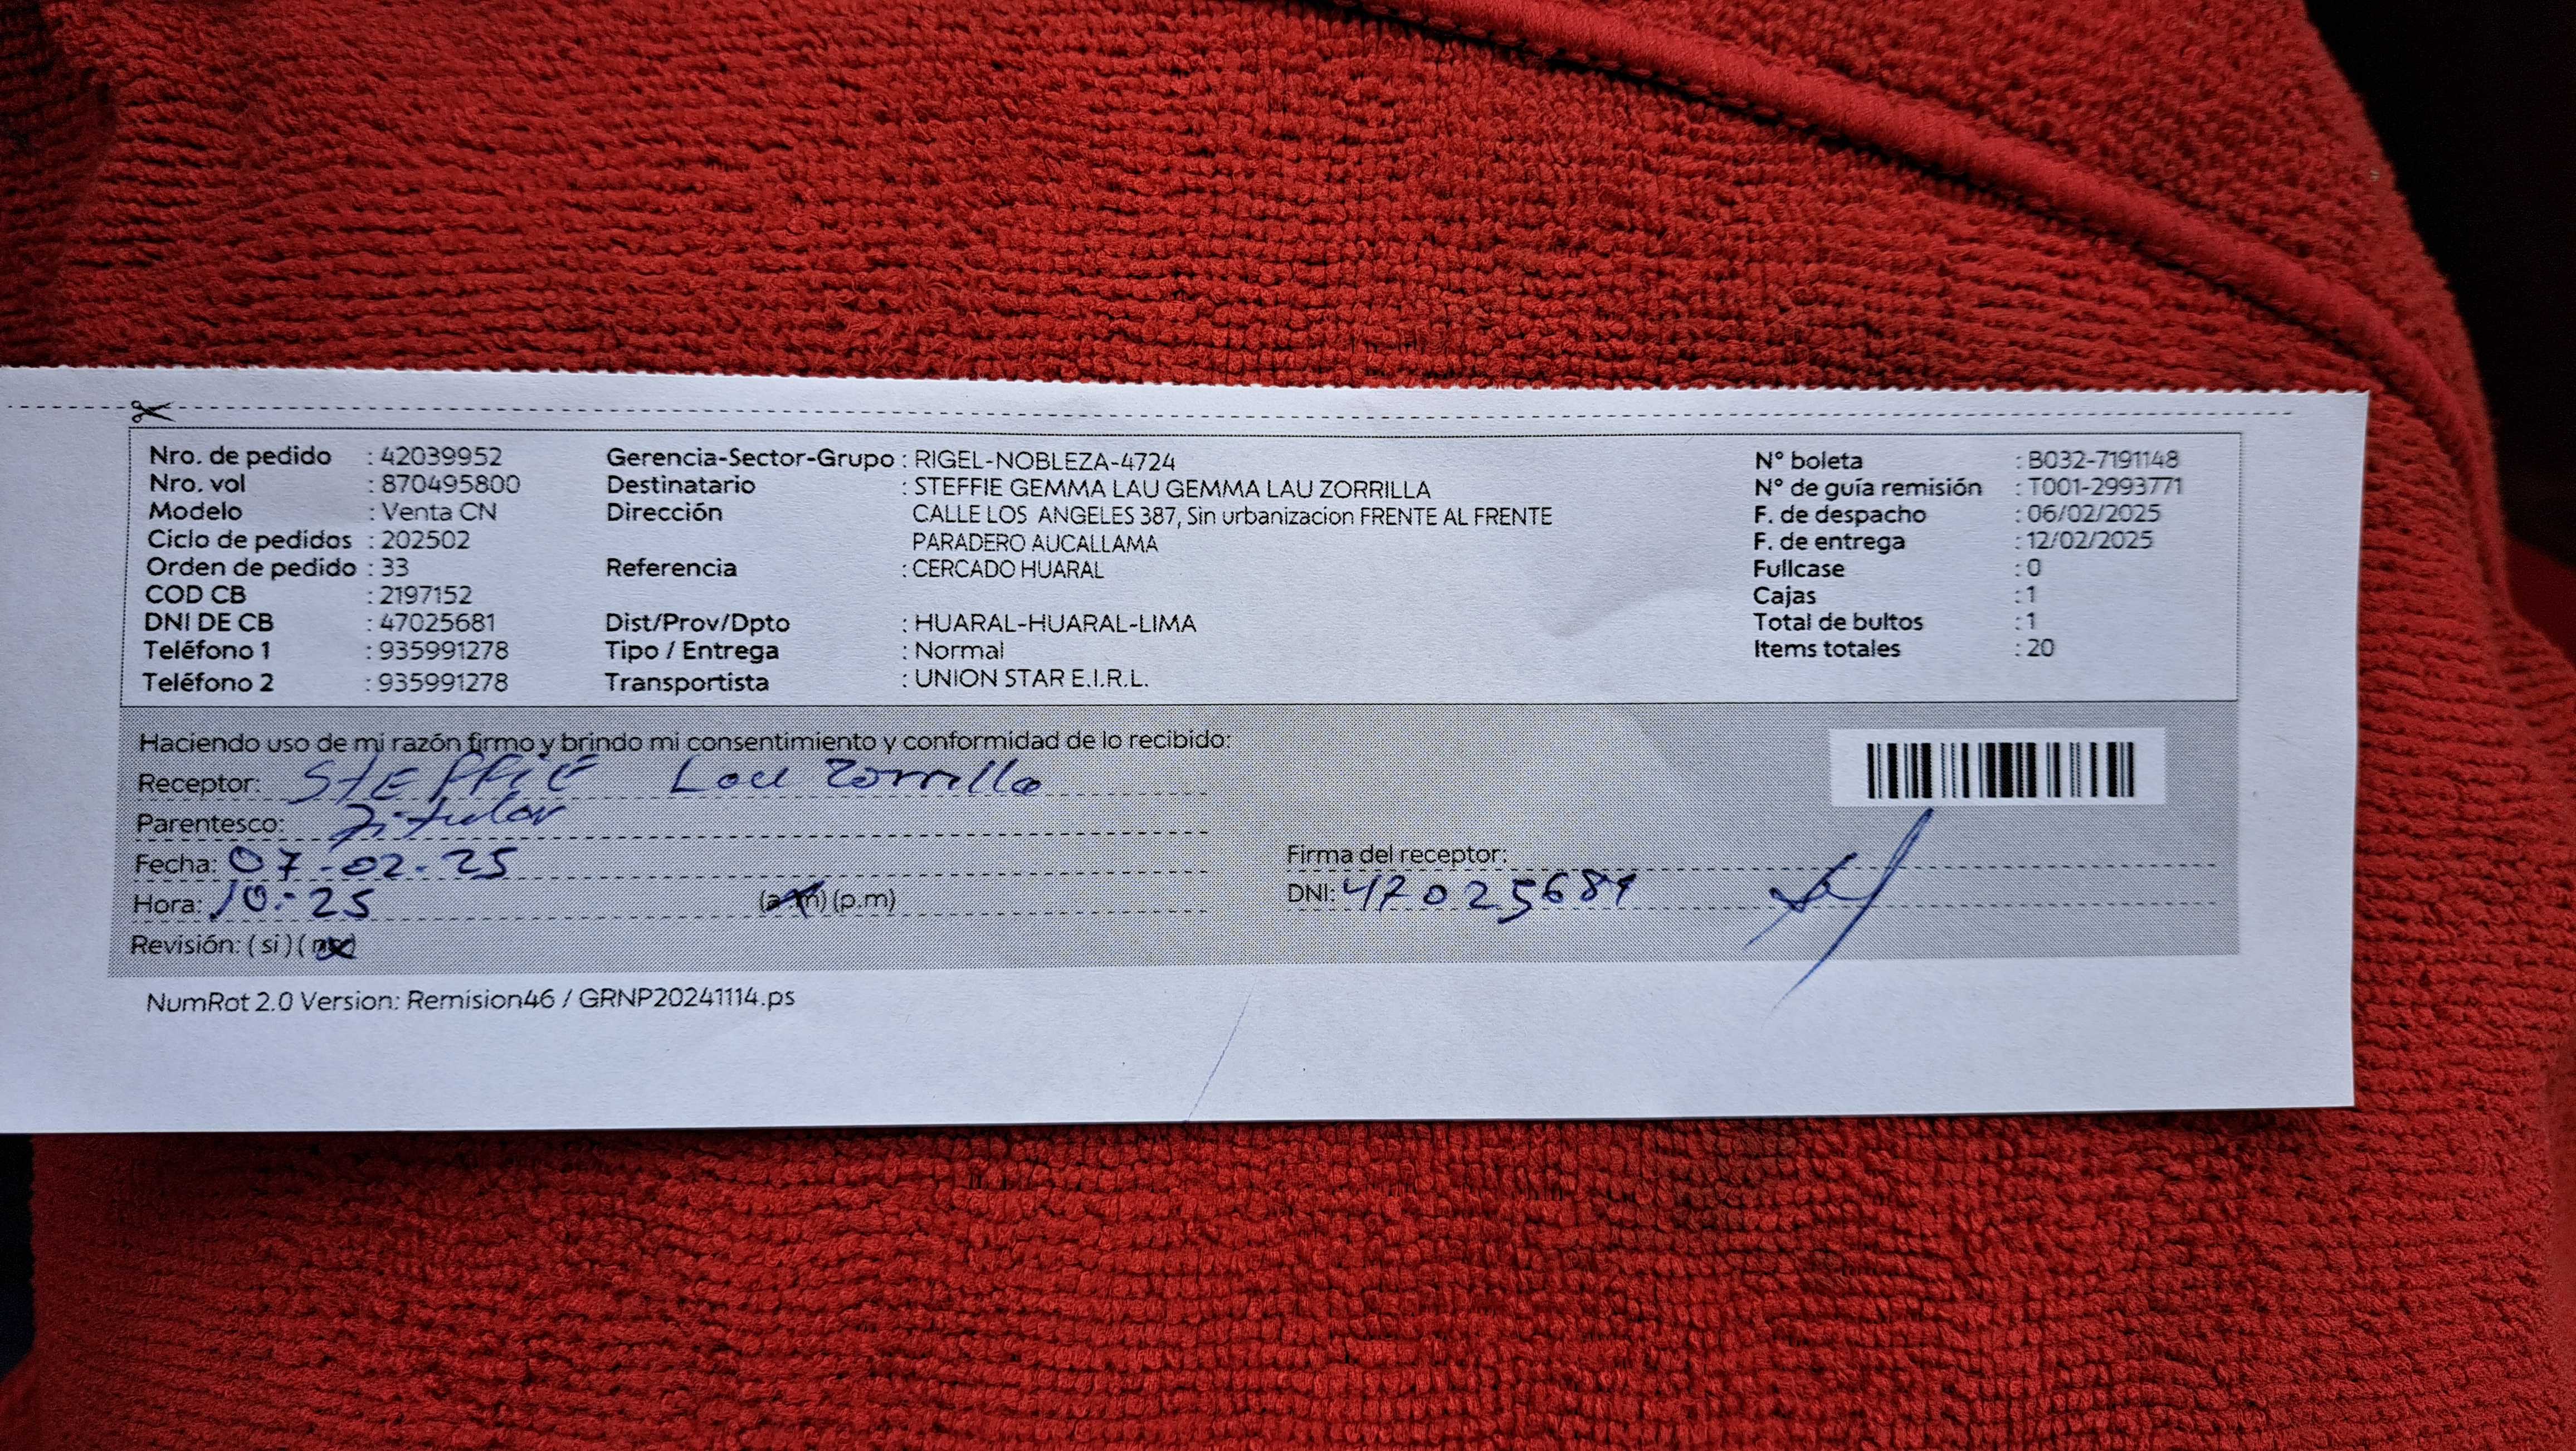 Nro. de pedido : 42039952 Gerencia-Sector-Grupo : RIGEL-NOBLEZA-4724 N° boleta : B032-7191148
Nro. vol : 870495800 Destinatario : STEFFIE GEMMA LAU GEMMA LAU ZORRILLA N° de guía remisión : T001-2993771
Modelo : Venta CN Dirección CALLE LOS ANGELES 387, Sin urbanizacion FRENTE AL FRENTE F. de despacho : 06/02/2025
Ciclo de pedidos : 202502 PARADERO AUCALLAMA F. de entrega : 12/02/2025
Orden de pedido : 33 Referencia : CERCADO HUARAL Fullcase : 0
COD CB : 2197152 Cajas : 1
DNI DE CB : 47025681 Dist/Prov/Dpto : HUARAL-HUARAL-LIMA Total de bultos : 1
Teléfono 1 : 935991278 Tipo / Entrega : Normal Items totales : 20
Teléfono 2 : 935991278 Transportista : UNION STAR E.I.R.L.
Haciendo uso de mi razón firmo y brindo mi consentimiento y conformidad de lo recibido:
Receptor: STEFFIE Lau Zorrilla
Parentesco: Titular
Fecha: 07-02-25 Firma del receptor:
Hora: 10:25 (a.m) (p.m) DNI: 47025681
Revisión: ( si ) ( no )
NumRot 2.0 Version: Remision46 / GRNP20241114.ps